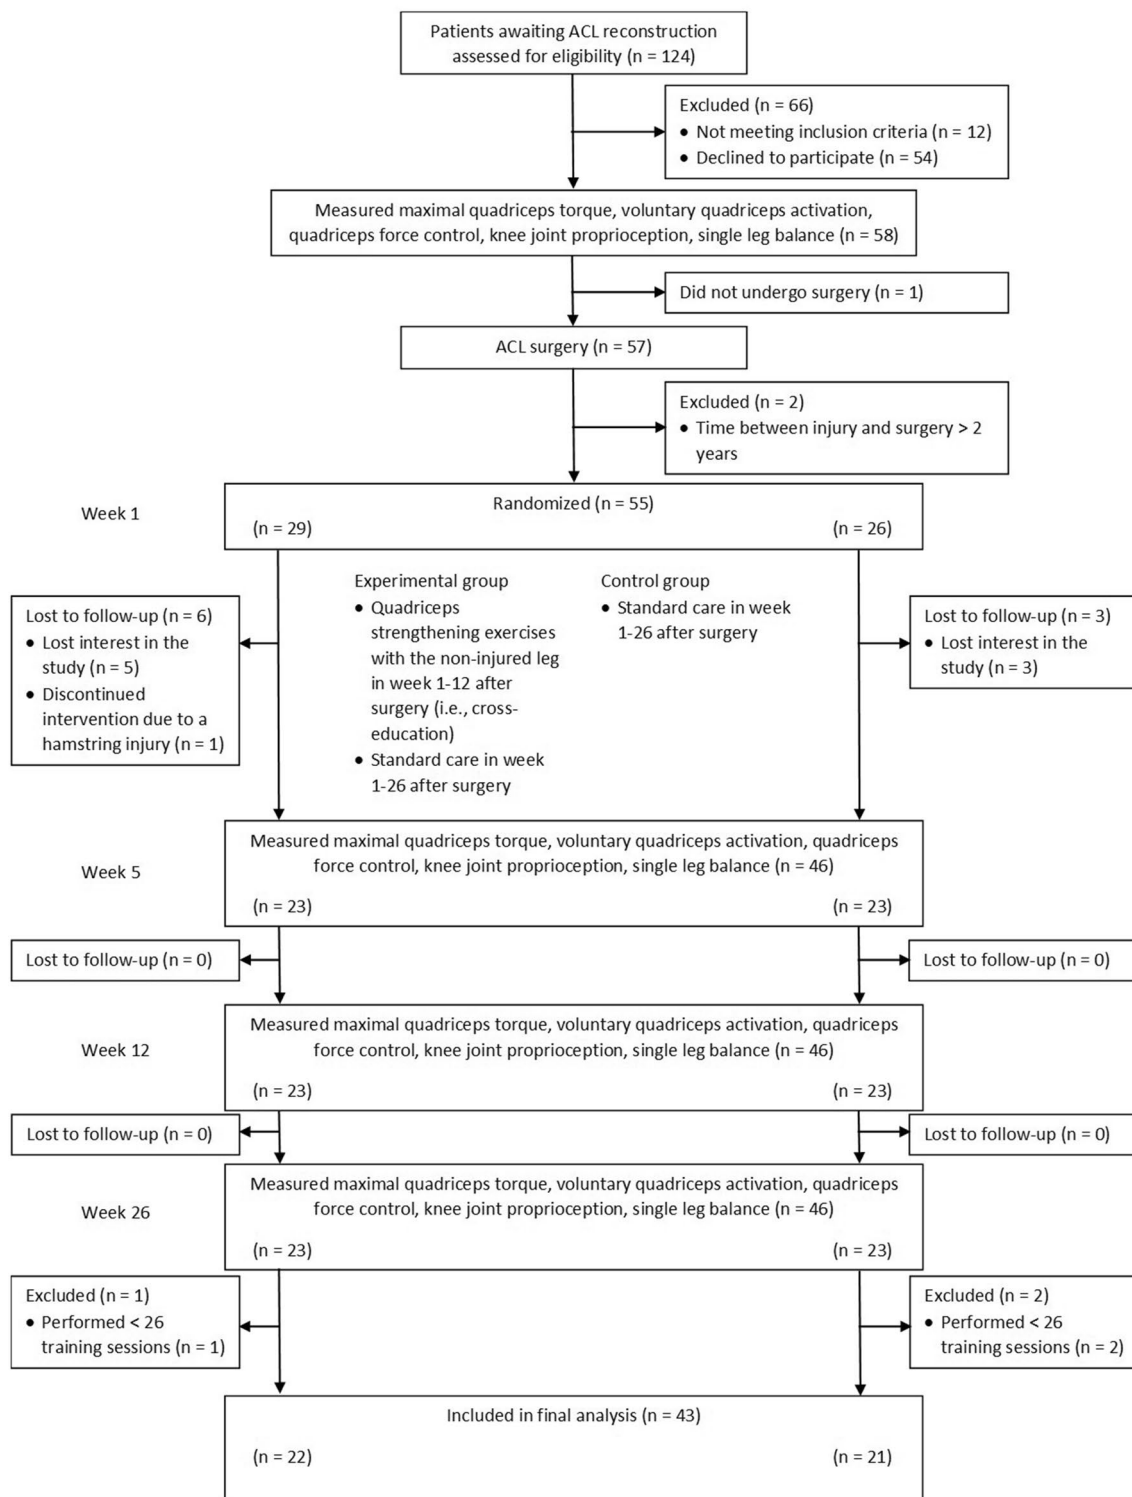 Patients awaiting ACL reconstruction
assessed for eligibility (n = 124)
Excluded (n = 66)
• Not meeting inclusion criteria (n = 12)
• Declined to participate (n = 54)
Measured maximal quadriceps torque, voluntary quadriceps activation,
quadriceps force control, knee joint proprioception, single leg balance (n = 58)
Did not undergo surgery (n = 1)
ACL surgery (n = 57)
Excluded (n = 2)
• Time between injury and surgery > 2
years
Week 1
Randomized (n = 55)
(n = 29)
(n = 26)
Experimental group
• Quadriceps
strengthening exercises
with the non-injured leg
in week 1-12 after
surgery (i.e., cross-
education)
• Standard care in week
1-26 after surgery
Control group
• Standard care in week
1-26 after surgery
Lost to follow-up (n = 6)
• Lost interest in the
study (n = 5)
• Discontinued
intervention due to a
hamstring injury (n = 1)
Lost to follow-up (n = 3)
• Lost interest in the
study (n = 3)
Week 5
Measured maximal quadriceps torque, voluntary quadriceps activation, quadriceps
force control, knee joint proprioception, single leg balance (n = 46)
(n = 23)
(n = 23)
Lost to follow-up (n = 0)
Lost to follow-up (n = 0)
Week 12
Measured maximal quadriceps torque, voluntary quadriceps activation, quadriceps
force control, knee joint proprioception, single leg balance (n = 46)
(n = 23)
(n = 23)
Lost to follow-up (n = 0)
Lost to follow-up (n = 0)
Week 26
Measured maximal quadriceps torque, voluntary quadriceps activation, quadriceps
force control, knee joint proprioception, single leg balance (n = 46)
(n = 23)
(n = 23)
Excluded (n = 1)
• Performed < 26
training sessions (n = 1)
Excluded (n = 2)
• Performed < 26
training sessions (n = 2)
Included in final analysis (n = 43)
(n = 22)
(n = 21)